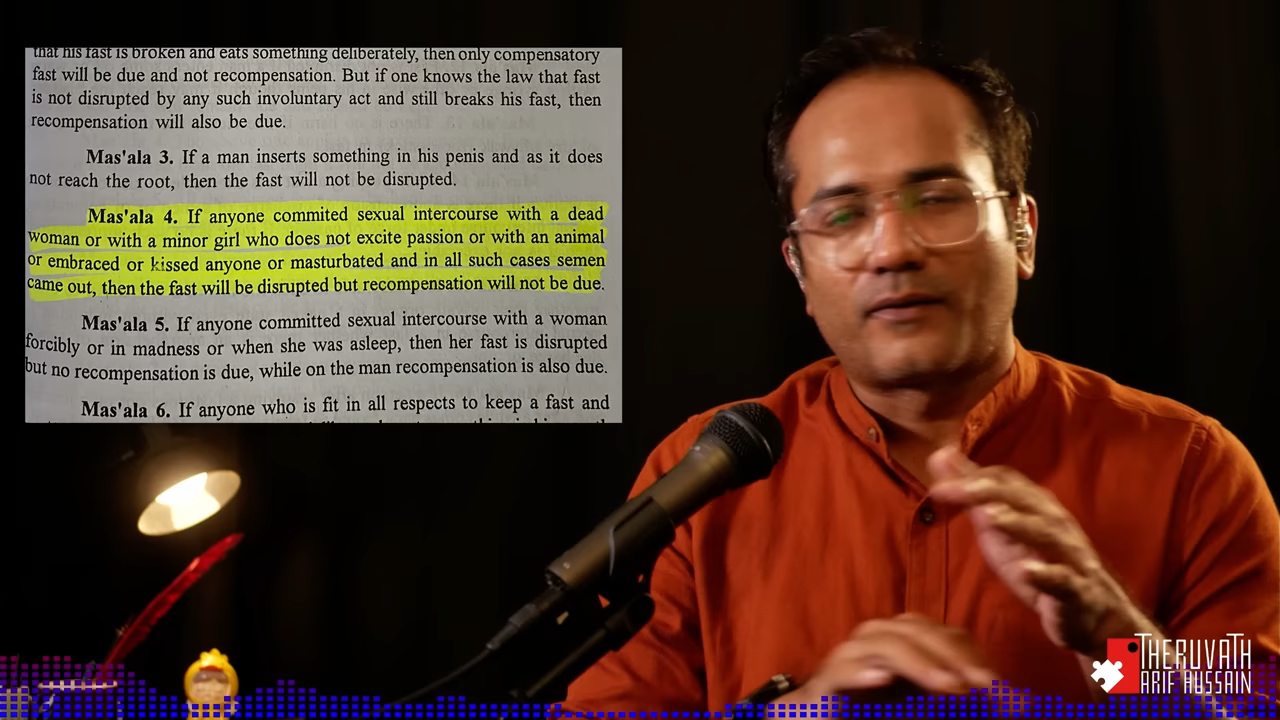 that his fast is broken and eats something deliberately, then only compensatory
fast will be due and not recompensation. But if one knows the law that fast
is not disrupted by any such involuntary act and still breaks his fast, then
recompensation will also be due.
Mas'ala 3. If a man inserts something in his penis and as it does
not reach the root, then the fast will not be disrupted.
Mas'ala 4. If anyone commited sexual intercourse with a dead
woman or with a minor girl who does not excite passion or with an animal
or embraced or kissed anyone or masturbated and in all such cases semen
came out, then the fast will be disrupted but recompensation will not be due.
Mas'ala 5. If anyone committed sexual intercourse with a woman
forcibly or in madness or when she was asleep, then her fast is disrupted
but no recompensation is due, while on the man recompensation is also due.
Mas'ala 6. If anyone who is fit in all respects to keep a fast and
THERUVATH
ARIF HUSSAIN